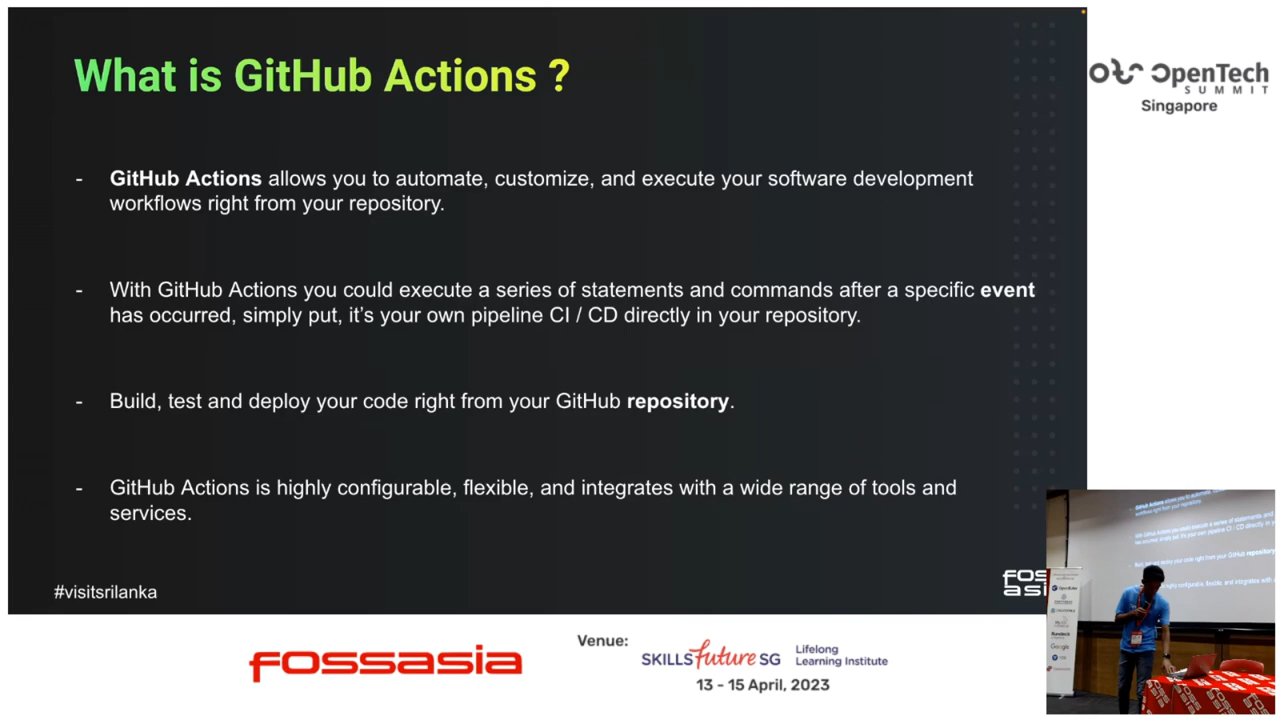 What is GitHub Actions ?
- GitHub Actions allows you to automate, customize, and execute your software development
workflows right from your repository.
- With GitHub Actions you could execute a series of statements and commands after a specific event
has occurred, simply put, it's your own pipeline CI / CD directly in your repository.
- Build, test and deploy your code right from your GitHub repository.
- GitHub Actions is highly configurable, flexible, and integrates with a wide range of tools and
services.
#visitsrilanka
OpenTech
SUMMIT
Singapore
fossasia
Venue:
SKILLSfuture SG
Lifelong
Learning Institute
13 - 15 April, 2023
Google